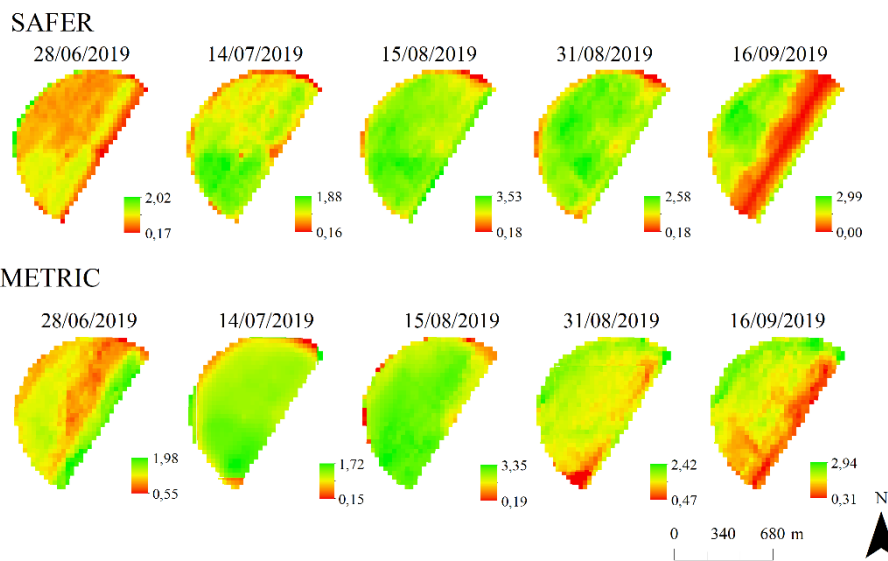 SAFER
28/06/2019 14/07/2019 15/08/2019 31/08/2019 16/09/2019
2,02 1,88 3,53 2,58 2,99
0,17 0,16 0,18 0,18 0,00
METRIC
28/06/2019 14/07/2019 15/08/2019 31/08/2019 16/09/2019
1,98 1,72 3,35 2,42 2,94
0,55 0,15 0,19 0,47 0,31
N
0 340 680 m